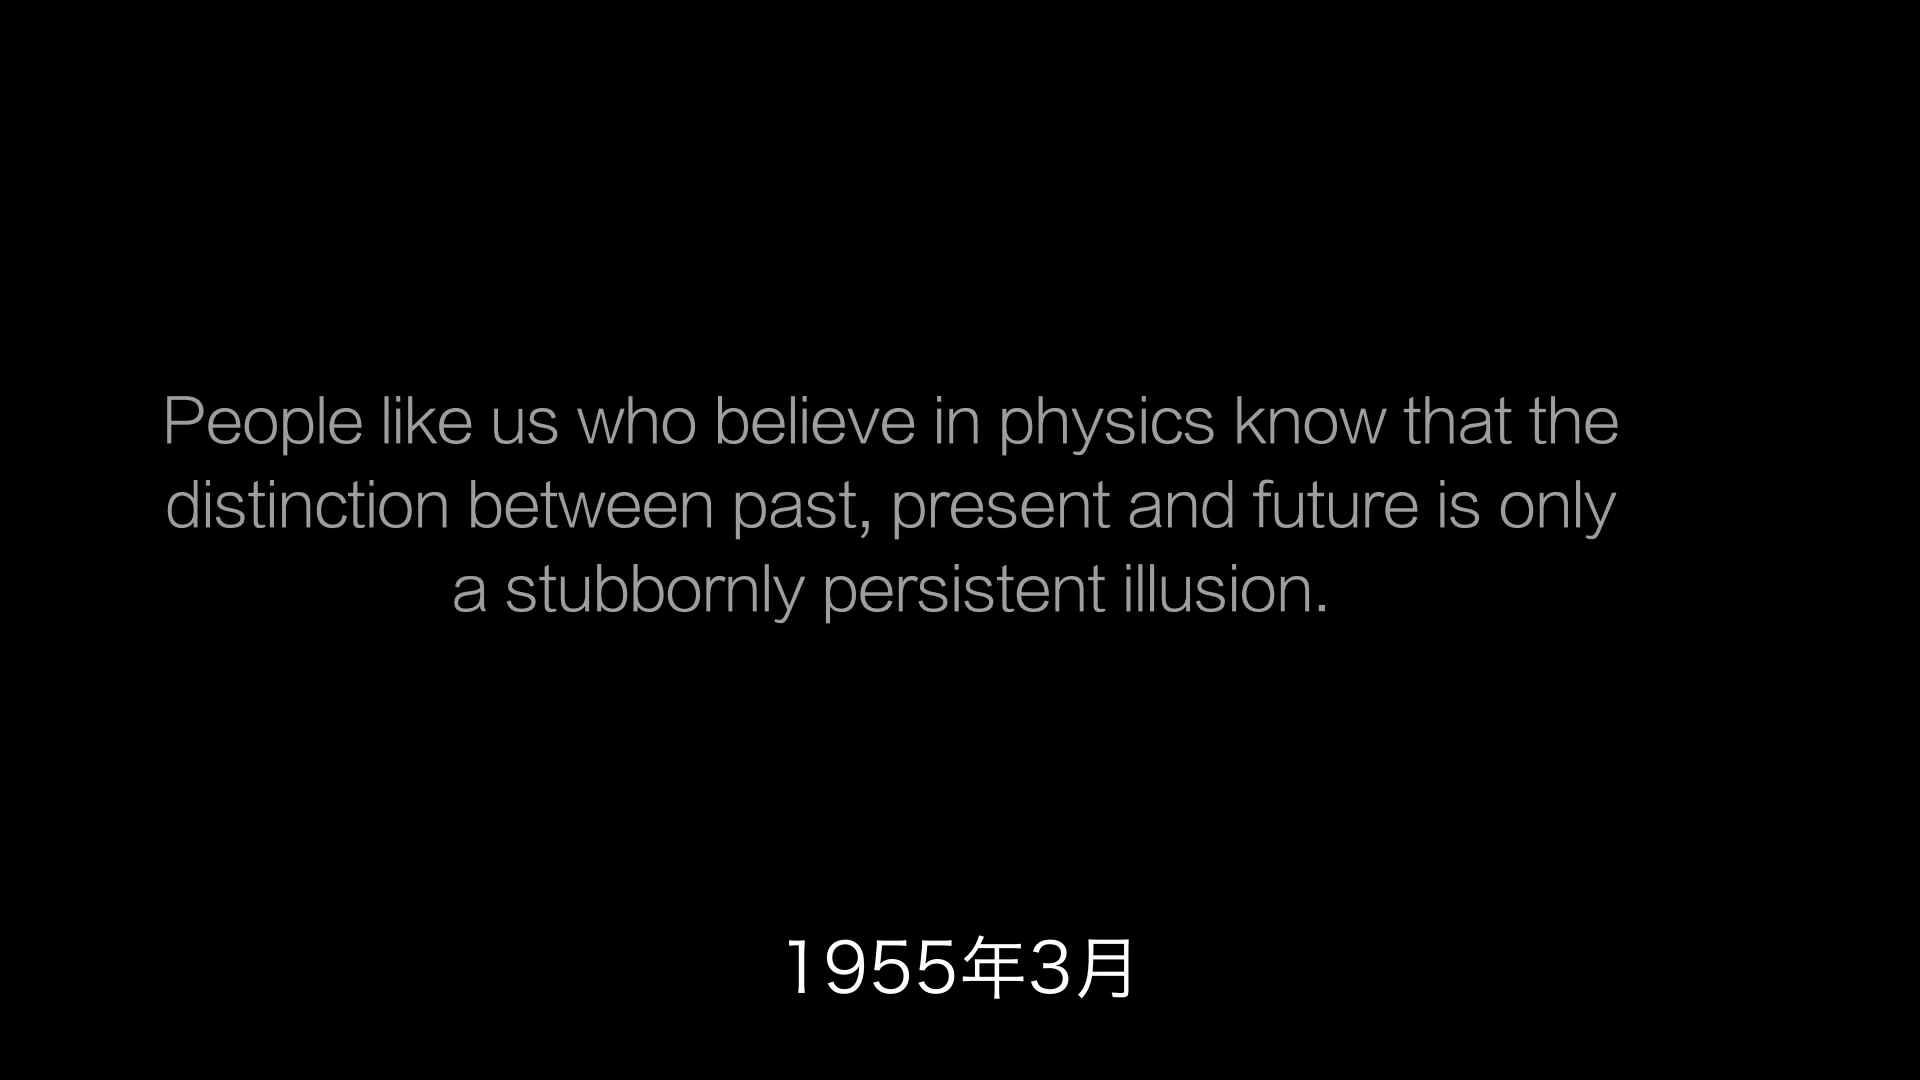 People like us who believe in physics know that the
distinction between past, present and future is only
a stubbornly persistent illusion.
1955年3月